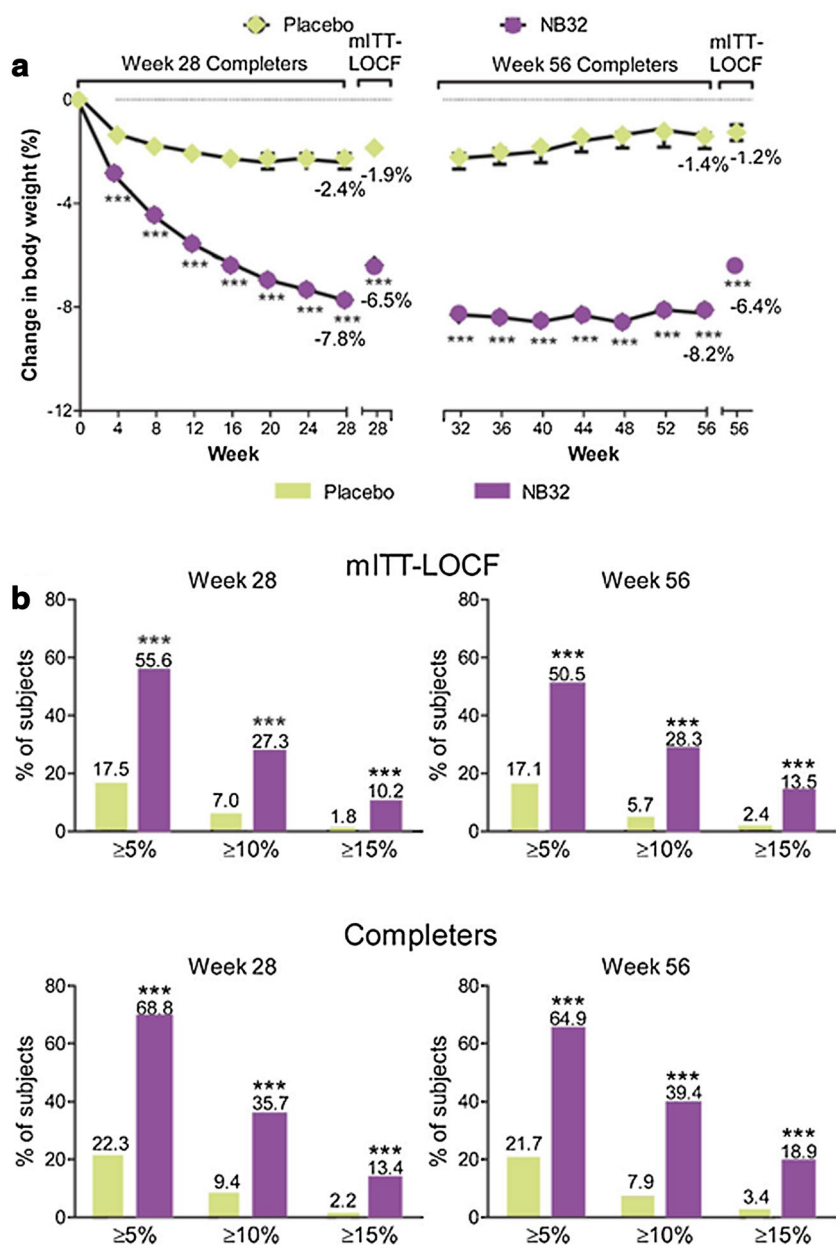 Placebo NB32
a
Week 28 Completers mITT-LOCF Week 56 Completers mITT-LOCF
Change in body weight (%)
0
-4
-8
-12
-2.4% -1.9% -1.4% -1.2%
*** *** *** *** *** *** *** ***
-7.8% -6.5%
*** *** *** *** *** *** *** ***
-8.2% -6.4%
0 4 8 12 16 20 24 28 28 32 36 40 44 48 52 56 56
Week Week
Placebo NB32
b
mITT-LOCF
Week 28 Week 56
% of subjects
80
60
40
20
0
17.5 *** 55.6 7.0 *** 27.3 1.8 *** 10.2
≥5% ≥10% ≥15%
% of subjects
80
60
40
20
0
17.1 *** 50.5 5.7 *** 28.3 2.4 *** 13.5
≥5% ≥10% ≥15%
Completers
Week 28 Week 56
% of subjects
80
60
40
20
0
22.3 *** 68.8 9.4 *** 35.7 2.2 *** 13.4
≥5% ≥10% ≥15%
% of subjects
80
60
40
20
0
21.7 *** 64.9 7.9 *** 39.4 3.4 *** 18.9
≥5% ≥10% ≥15%